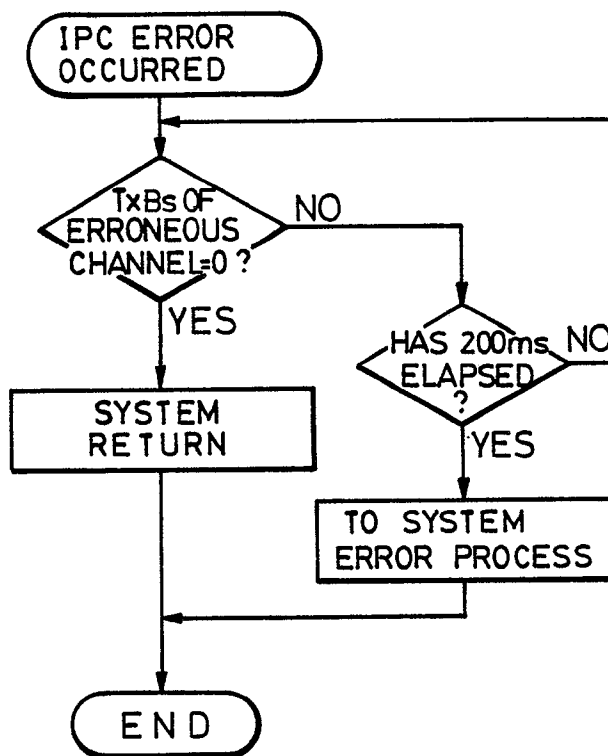 IPC ERROR
OCCURRED
TxBs OF
ERRONEOUS
CHANNEL=0 ?
NO
YES
HAS 200ms
ELAPSED
?
NO
YES
SYSTEM
RETURN
TO SYSTEM
ERROR PROCESS
END